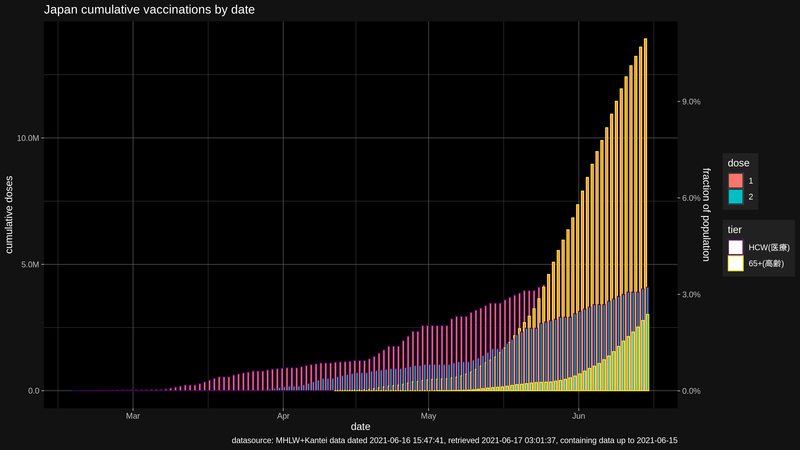 Japan cumulative vaccinations by date
cumulative doses
10.0M
5.0M
0.0
9.0%
6.0%
3.0%
0.0%
fraction of population
Mar
Apr
May
Jun
date
dose
1
2
tier
HCW(医療)
65+(高齢)
datasource: MHLW+Kantei data dated 2021-06-16 15:47:41, retrieved 2021-06-17 03:01:37, containing data up to 2021-06-15